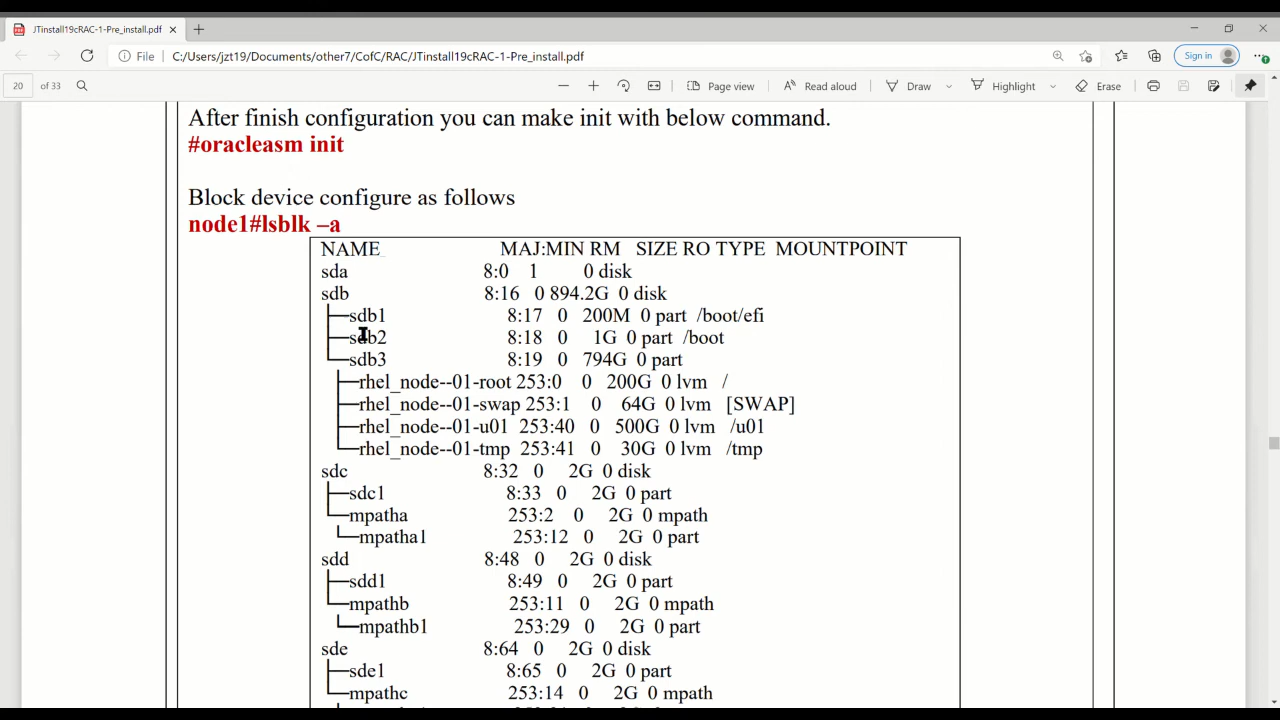 JTinstall19cRAC-1-Pre_install.pdf
File C:/Users/jzt19/Documents/other7/CofC/RAC/JTinstall19cRAC-1-Pre_install.pdf Sign in
20 of 33 Page view Read aloud Draw Highlight Erase
After finish configuration you can make init with below command.
#oracleasm init
Block device configure as follows
node1#lsblk –a
NAME MAJ:MIN RM SIZE RO TYPE MOUNTPOINT
sda 8:0 1 0 disk
sdb 8:16 0 894.2G 0 disk
├─sdb1 8:17 0 200M 0 part /boot/efi
├─sdb2 8:18 0 1G 0 part /boot
└─sdb3 8:19 0 794G 0 part
├─rhel_node--01-root 253:0 0 200G 0 lvm /
├─rhel_node--01-swap 253:1 0 64G 0 lvm [SWAP]
├─rhel_node--01-u01 253:40 0 500G 0 lvm /u01
└─rhel_node--01-tmp 253:41 0 30G 0 lvm /tmp
sdc 8:32 0 2G 0 disk
├─sdc1 8:33 0 2G 0 part
└─mpatha 253:2 0 2G 0 mpath
└─mpatha1 253:12 0 2G 0 part
sdd 8:48 0 2G 0 disk
├─sdd1 8:49 0 2G 0 part
└─mpathb 253:11 0 2G 0 mpath
└─mpathb1 253:29 0 2G 0 part
sde 8:64 0 2G 0 disk
├─sde1 8:65 0 2G 0 part
└─mpathc 253:14 0 2G 0 mpath